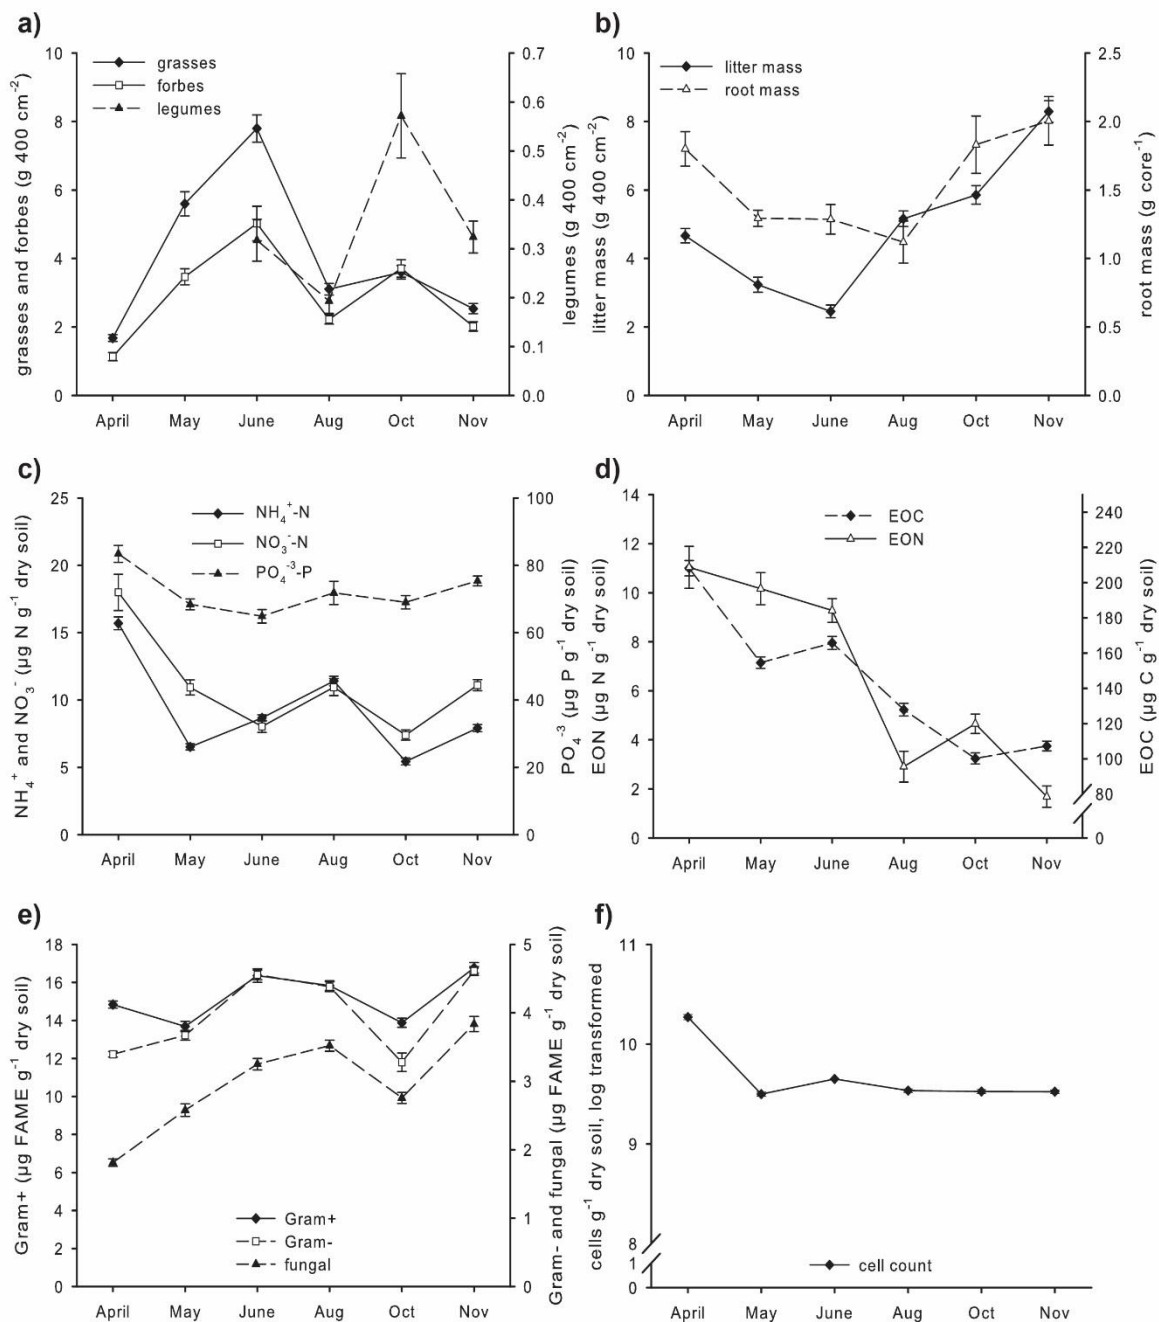 a)
grasses and forbes (g 400 cm⁻²)
10
8
6
4
2
0
grasses
forbes
legumes
0.7
0.6
0.5
0.4
0.3
0.2
0.1
0.0
legumes (g 400 cm⁻²)
April May June Aug Oct Nov
b)
litter mass (g 400 cm⁻²)
10
8
6
4
2
0
litter mass
root mass
2.5
2.0
1.5
1.0
0.5
0.0
root mass (g core⁻¹)
April May June Aug Oct Nov
c)
NH₄⁺ and NO₃⁻ (µg N g⁻¹ dry soil)
25
20
15
10
5
0
NH₄⁺-N
NO₃⁻-N
PO₄⁻³-P
100
80
60
40
20
0
PO₄⁻³ (µg P g⁻¹ dry soil)
April May June Aug Oct Nov
d)
EON (µg N g⁻¹ dry soil)
14
12
10
8
6
4
2
0
EOC
EON
240
220
200
180
160
140
120
100
80
0
EOC (µg C g⁻¹ dry soil)
April May June Aug Oct Nov
e)
Gram+ (µg FAME g⁻¹ dry soil)
18
16
14
12
10
8
6
4
2
0
Gram+
Gram-
fungal
5
4
3
2
1
0
Gram- and fungal (µg FAME g⁻¹ dry soil)
April May June Aug Oct Nov
f)
cells g⁻¹ dry soil, log transformed
11
10
9
8
1
0
cell count
April May June Aug Oct Nov